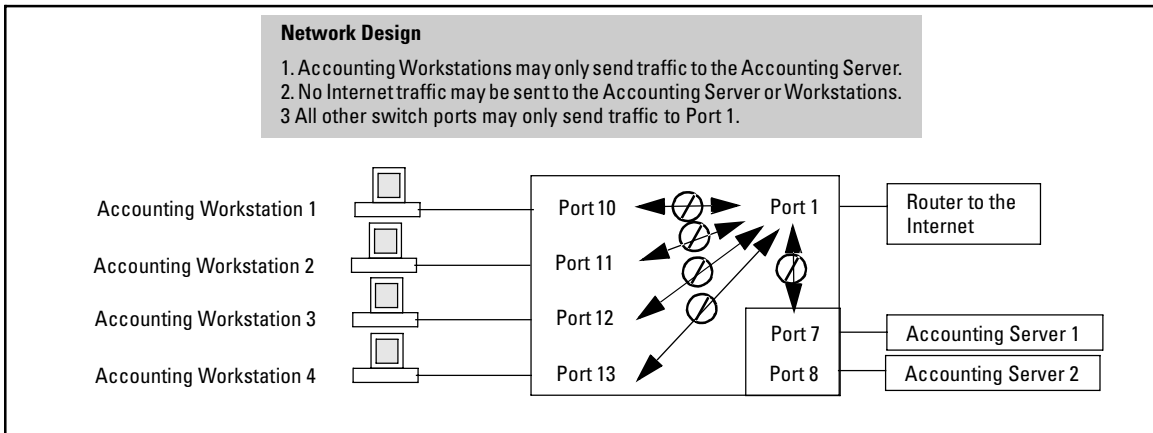 Network Design
1. Accounting Workstations may only send traffic to the Accounting Server.
2. No Internet traffic may be sent to the Accounting Server or Workstations.
3 All other switch ports may only send traffic to Port 1.
Accounting Workstation 1
Port 10
Port 1
Router to the
Internet
Accounting Workstation 2
Port 11
Accounting Workstation 3
Port 12
Port 7
Accounting Server 1
Accounting Workstation 4
Port 13
Port 8
Accounting Server 2